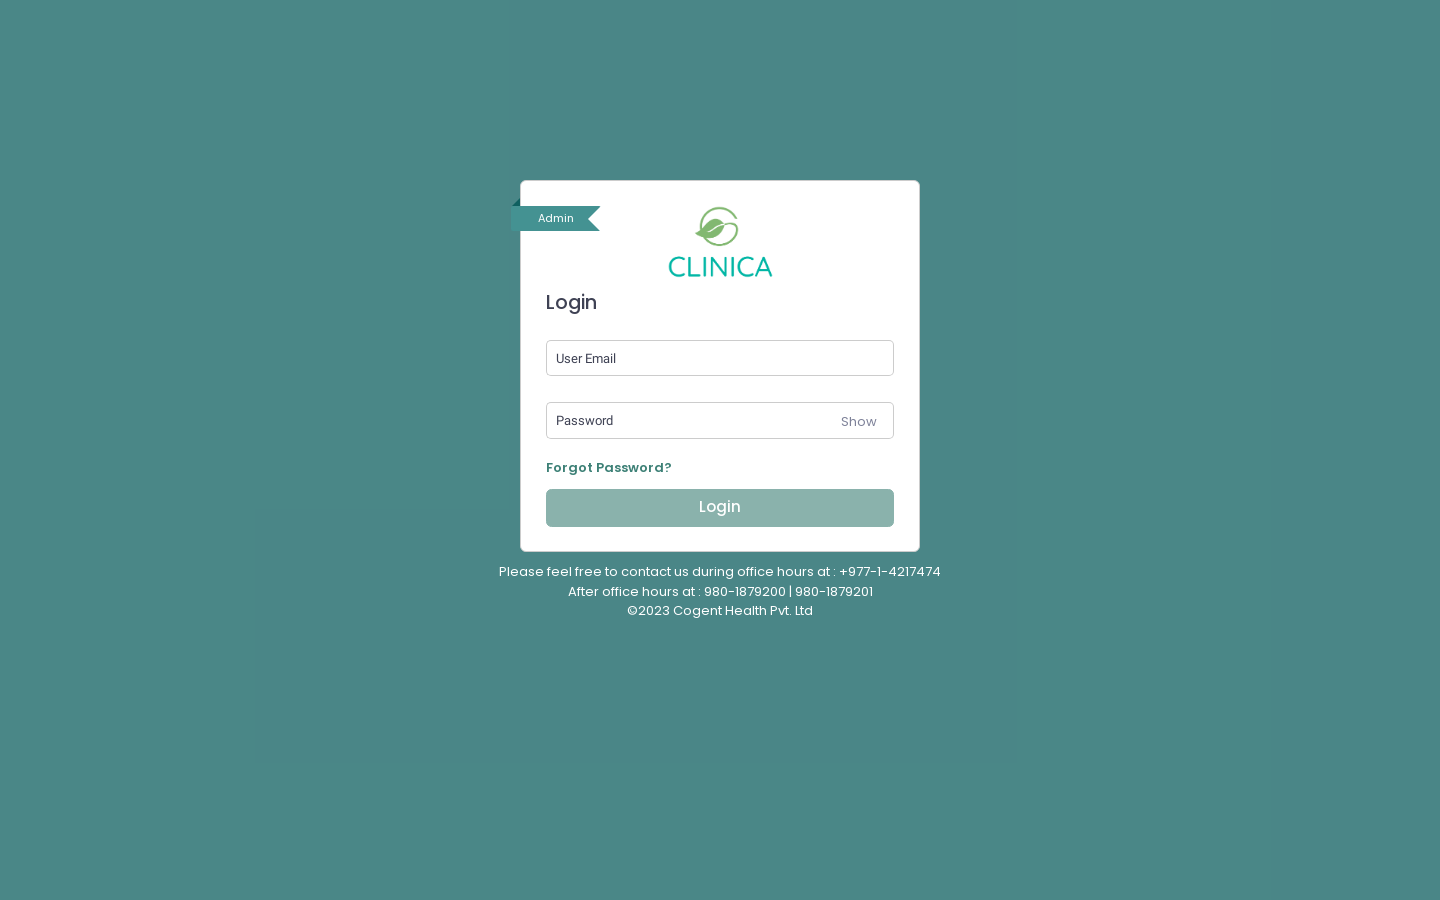 Admin
CLINICA
Login
User Email
Password Show
Forgot Password?
Login
Please feel free to contact us during office hours at : +977-1-4217474
After office hours at : 980-1879200 | 980-1879201
©2023 Cogent Health Pvt. Ltd